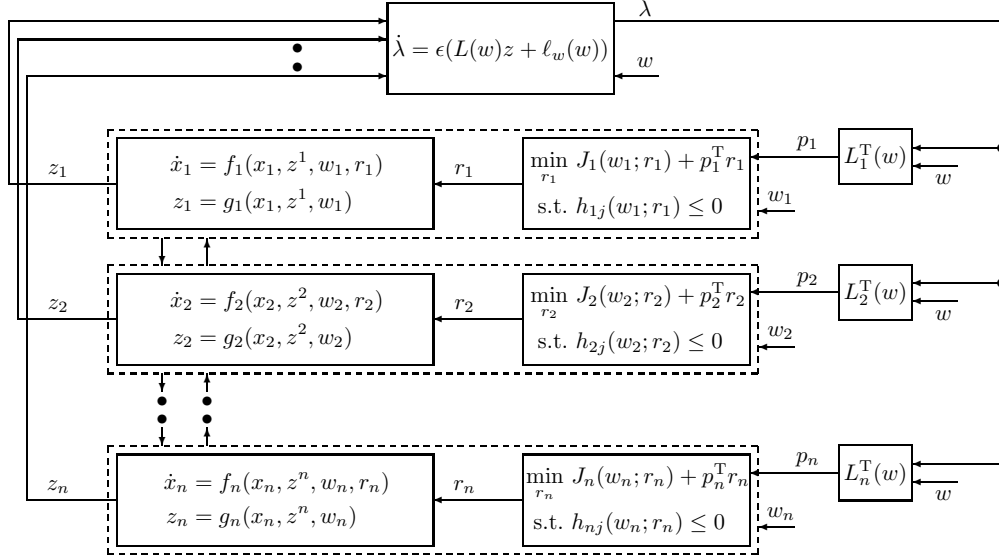 λ
λ̇ = ϵ(L(w)z + ℓ_w(w))
w
z_1
ẋ_1 = f_1(x_1, z^1, w_1, r_1)
z_1 = g_1(x_1, z^1, w_1)
r_1
min_{r_1} J_1(w_1; r_1) + p_1^T r_1
s.t. h_{1j}(w_1; r_1) ≤ 0
p_1
w_1
L_1^T(w)
w
z_2
ẋ_2 = f_2(x_2, z^2, w_2, r_2)
z_2 = g_2(x_2, z^2, w_2)
r_2
min_{r_2} J_2(w_2; r_2) + p_2^T r_2
s.t. h_{2j}(w_2; r_2) ≤ 0
p_2
w_2
L_2^T(w)
w
z_n
ẋ_n = f_n(x_n, z^n, w_n, r_n)
z_n = g_n(x_n, z^n, w_n)
r_n
min_{r_n} J_n(w_n; r_n) + p_n^T r_n
s.t. h_{nj}(w_n; r_n) ≤ 0
p_n
w_n
L_n^T(w)
w